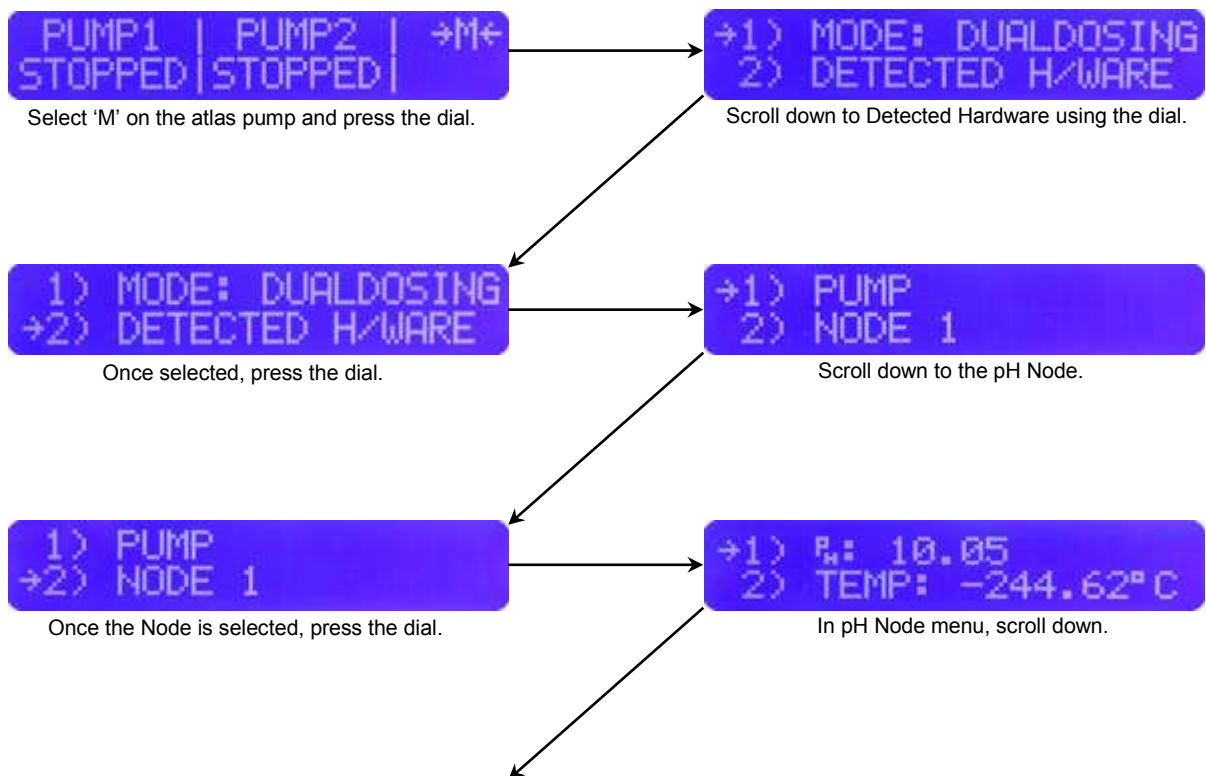 PUMP1 | PUMP2 | →M←
STOPPED|STOPPED|
Select ‘M’ on the atlas pump and press the dial.
→1) MODE: DUALDOSING
2) DETECTED H/WARE
Scroll down to Detected Hardware using the dial.
1) MODE: DUALDOSING
→2) DETECTED H/WARE
Once selected, press the dial.
→1) PUMP
2) NODE 1
Scroll down to the pH Node.
1) PUMP
→2) NODE 1
Once the Node is selected, press the dial.
→1) PH: 10.05
2) TEMP: -244.62°C
In pH Node menu, scroll down.